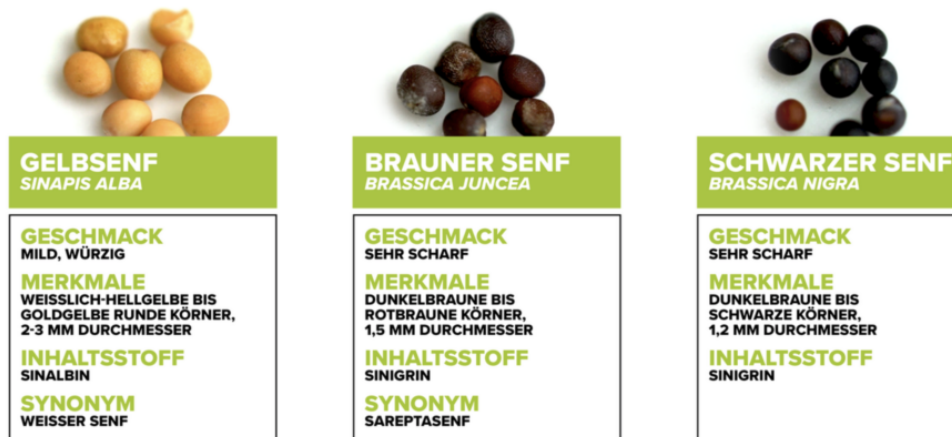 GELBSENF
SINAPIS ALBA
GESCHMACK
MILD, WÜRZIG
MERKMALE
WEISSLICH-HELLGELBE BIS
GOLDGELBE RUNDE KÖRNER,
2-3 MM DURCHMESSER
INHALTSSTOFF
SINALBIN
SYNONYM
WEISSER SENF
BRAUNER SENF
BRASSICA JUNCEA
GESCHMACK
SEHR SCHARF
MERKMALE
DUNKELBRAUNE BIS
ROTBRAUNE KÖRNER,
1,5 MM DURCHMESSER
INHALTSSTOFF
SINIGRIN
SYNONYM
SAREPTASENF
SCHWARZER SENF
BRASSICA NIGRA
GESCHMACK
SEHR SCHARF
MERKMALE
DUNKELBRAUNE BIS
SCHWARZE KÖRNER,
1,2 MM DURCHMESSER
INHALTSSTOFF
SINIGRIN